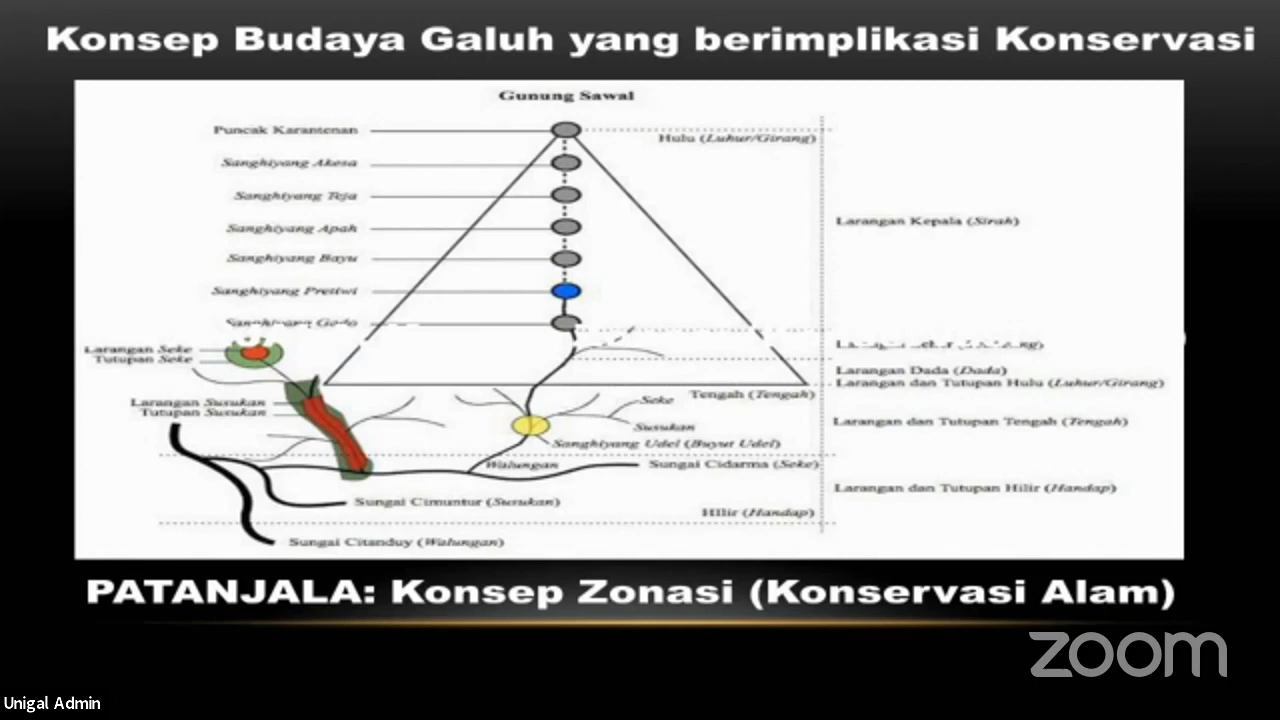 Konsep Budaya Galuh yang berimplikasi Konservasi
Gunung Sawal
Puncak Karantenan
Hulu (Luhur/Girang)
Sanghiyang Akasa
Sanghiyang Teja
Larangan Kepala (Sirah)
Sanghiyang Apah
Sanghiyang Bayu
Sanghiyang Pretiwi
Larangan Seke
Tutupan Seke
Larangan Dada (Dada)
Larangan dan Tutupan Hulu (Luhur/Girang)
Tengah (Tengah)
Larangan Susukan
Tutupan Susukan
Seke
Susukan
Larangan dan Tutupan Tengah (Tengah)
Sanghiyang Udel (Buyut Udel)
Walungan
Sungai Cidarma (Seke)
Larangan dan Tutupan Hilir (Handap)
Sungai Cimuntur (Susukan)
HIlir (Handap)
Sungai Citanduy (Walungan)
PATANJALA: Konsep Zonasi (Konservasi Alam)
zoom
Unigal Admin